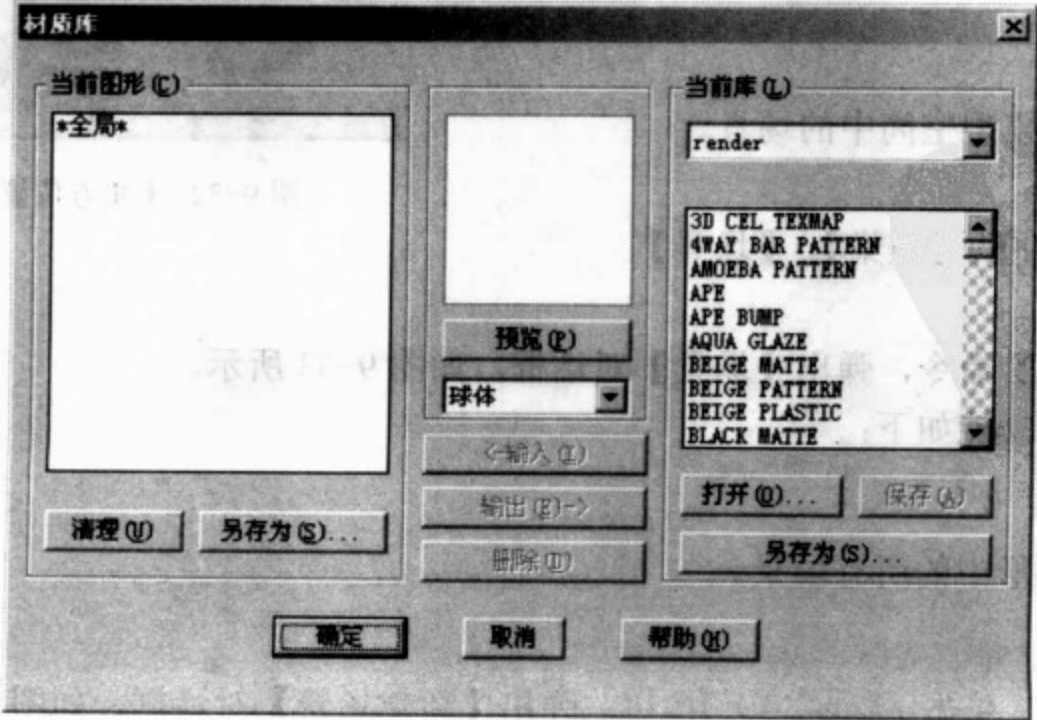 材质库
当前图形(C)
*全局*
预览(P)
球体
<-输入(I)
输出(E)->
删除(D)
清理(U)
另存为(S)...
当前库(L)
render
3D CEL TEXMAP
4WAY BAR PATTERN
AMOEBA PATTERN
APE
APE BUMP
AQUA GLAZE
BEIGE MATTE
BEIGE PATTERN
BEIGE PLASTIC
BLACK MATTE
打开(O)...
保存(A)
另存为(S)...
确定
取消
帮助(H)